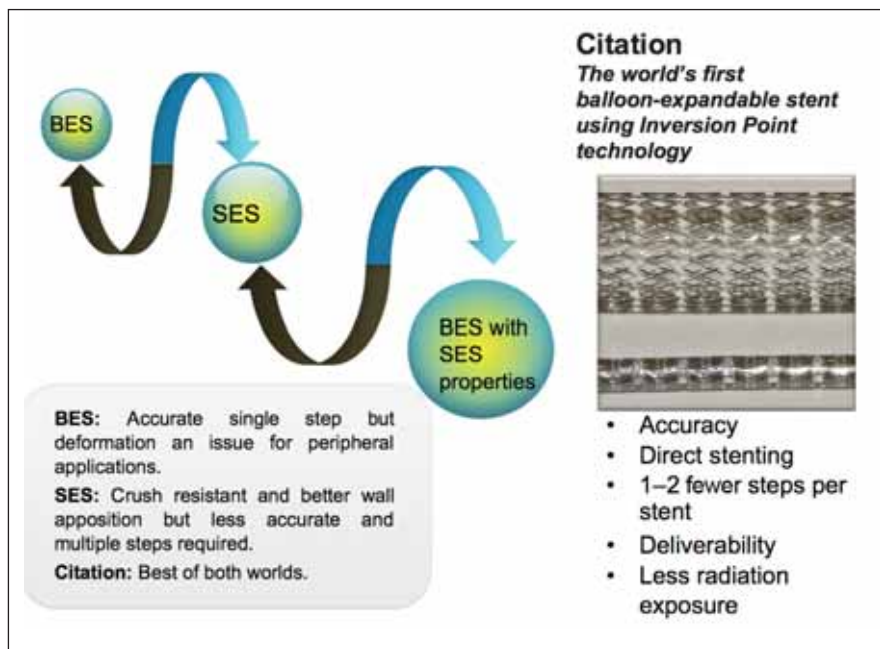 BES
SES
BES with
SES
properties
BES: Accurate single step but
deformation an issue for peripheral
applications.
SES: Crush resistant and better wall
apposition but less accurate and
multiple steps required.
Citation: Best of both worlds.
Citation
The world's first
balloon-expandable stent
using Inversion Point
technology
• Accuracy
• Direct stenting
• 1–2 fewer steps per
stent
• Deliverability
• Less radiation
exposure